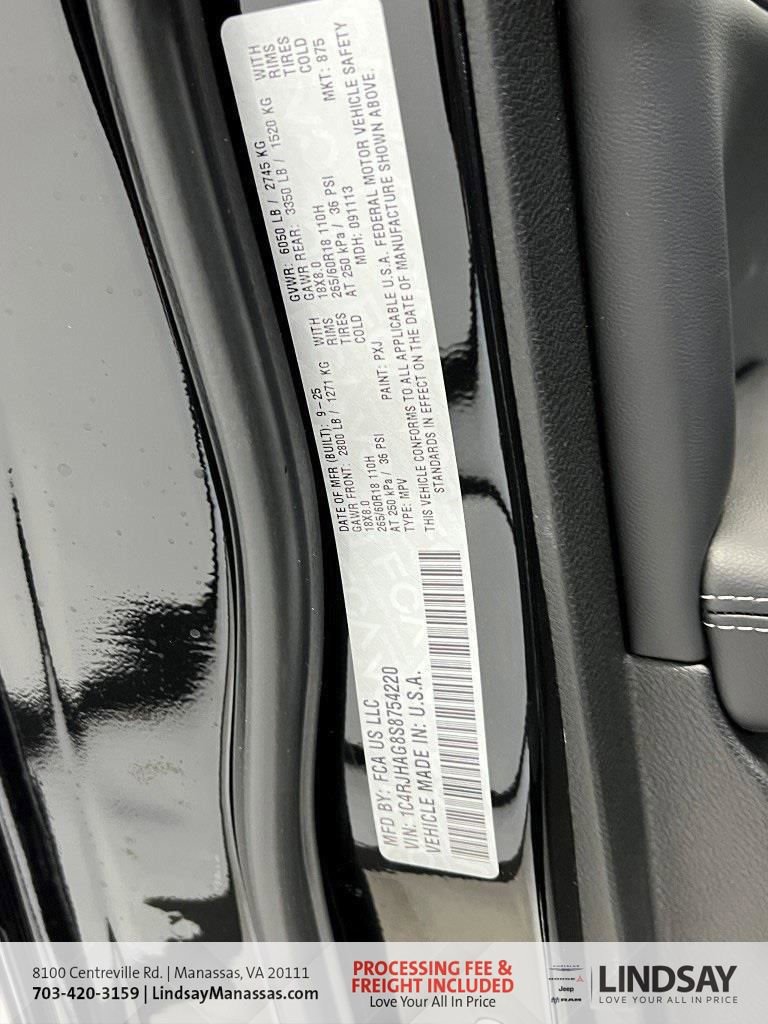 MFD BY: FCA US LLC
VIN: 1C4RJHAG8S8754220
VEHICLE MADE IN: U.S.A.
DATE OF MFR (BUILT): 9-25
GAWR FRONT: 2800 LB / 1271 KG WITH
18X8.0 RIMS
265/60R18 110H TIRES
AT 250 kPa / 36 PSI COLD
TYPE: MPV PAINT: PXJ
GVWR: 6050 LB / 2745 KG
GAWR REAR: 3350 LB / 1520 KG WITH
18X8.0 RIMS
265/60R18 110H TIRES
AT 250 kPa / 36 PSI COLD
MDH: 091113 MKT: 875
THIS VEHICLE CONFORMS TO ALL APPLICABLE U.S.A. FEDERAL MOTOR VEHICLE SAFETY
STANDARDS IN EFFECT ON THE DATE OF MANUFACTURE SHOWN ABOVE.
8100 Centreville Rd. | Manassas, VA 20111
703-420-3159 | LindsayManassas.com
PROCESSING FEE &
FREIGHT INCLUDED
Love Your All In Price
CHRYSLER
DODGE
Jeep
RAM
LINDSAY
LOVE YOUR ALL IN PRICE